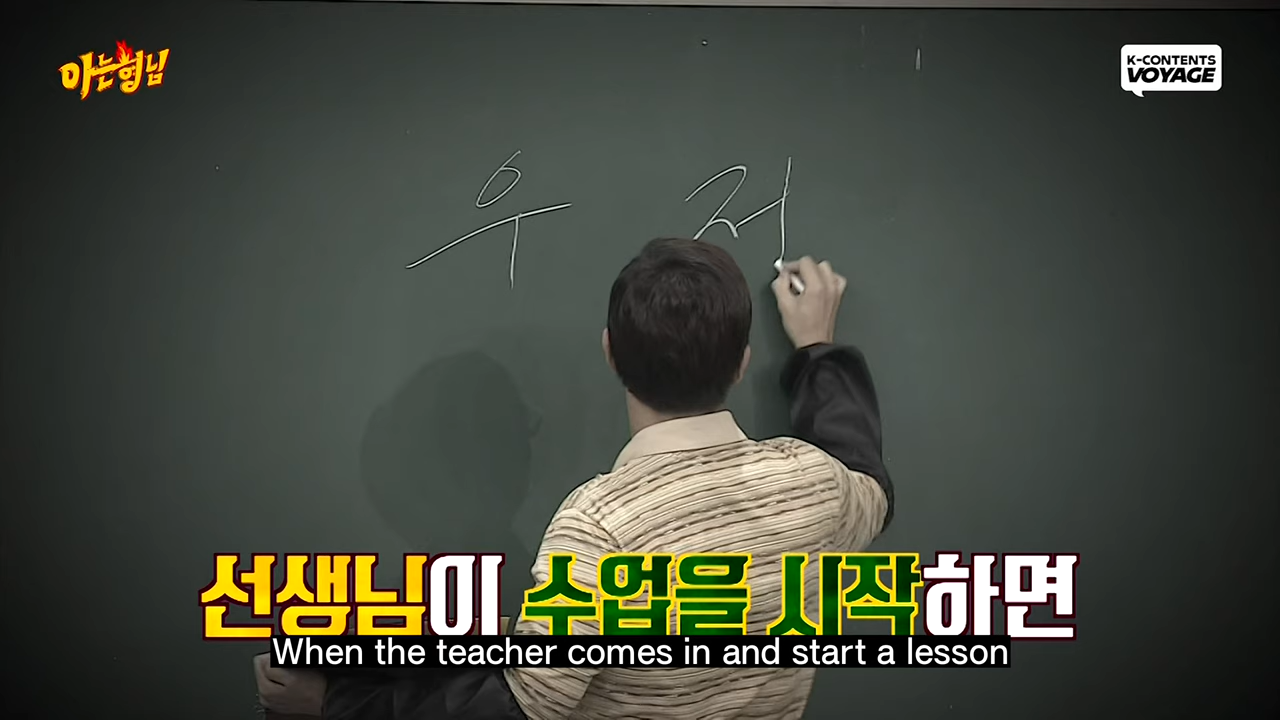 아는형님
K-CONTENTS
VOYAGE
우 저
선생님이 수업을 시작하면
When the teacher comes in and start a lesson